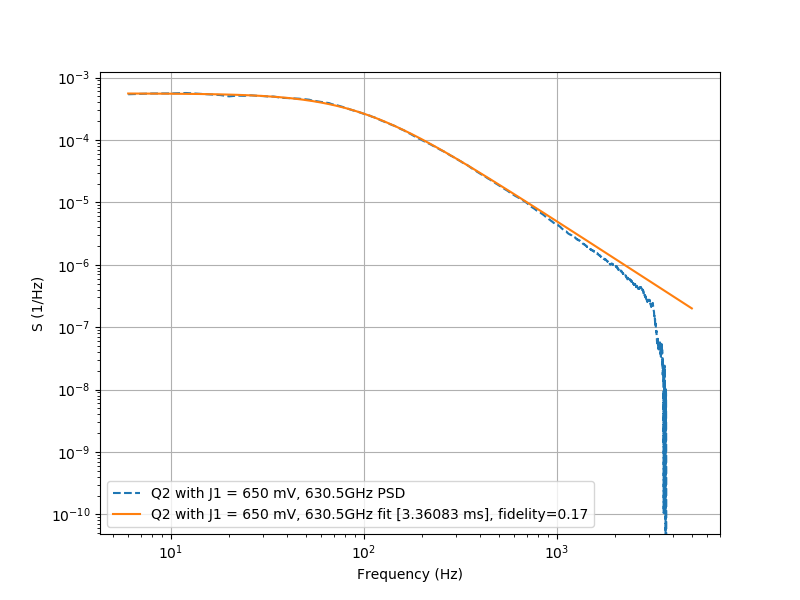 10⁻³
10⁻⁴
10⁻⁵
10⁻⁶
10⁻⁷
10⁻⁸
10⁻⁹
10⁻¹⁰
S (1/Hz)
Q2 with J1 = 650 mV, 630.5GHz PSD
Q2 with J1 = 650 mV, 630.5GHz fit [3.36083 ms], fidelity=0.17
10¹ 10² 10³
Frequency (Hz)